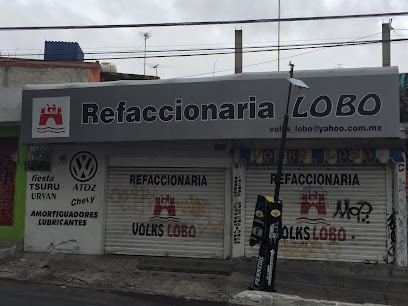 Refaccionaria LOBO
volks_lobo@yahoo.com.mx
VOLKS LOBO
fiesta
TSURU
URVAN
ATOZ
Chevy
AMORTIGUADORES
LUBRICANTES
REFACCIONARIA
VOLKS LOBO
REFACCIONARIA
VOLKS LOBO